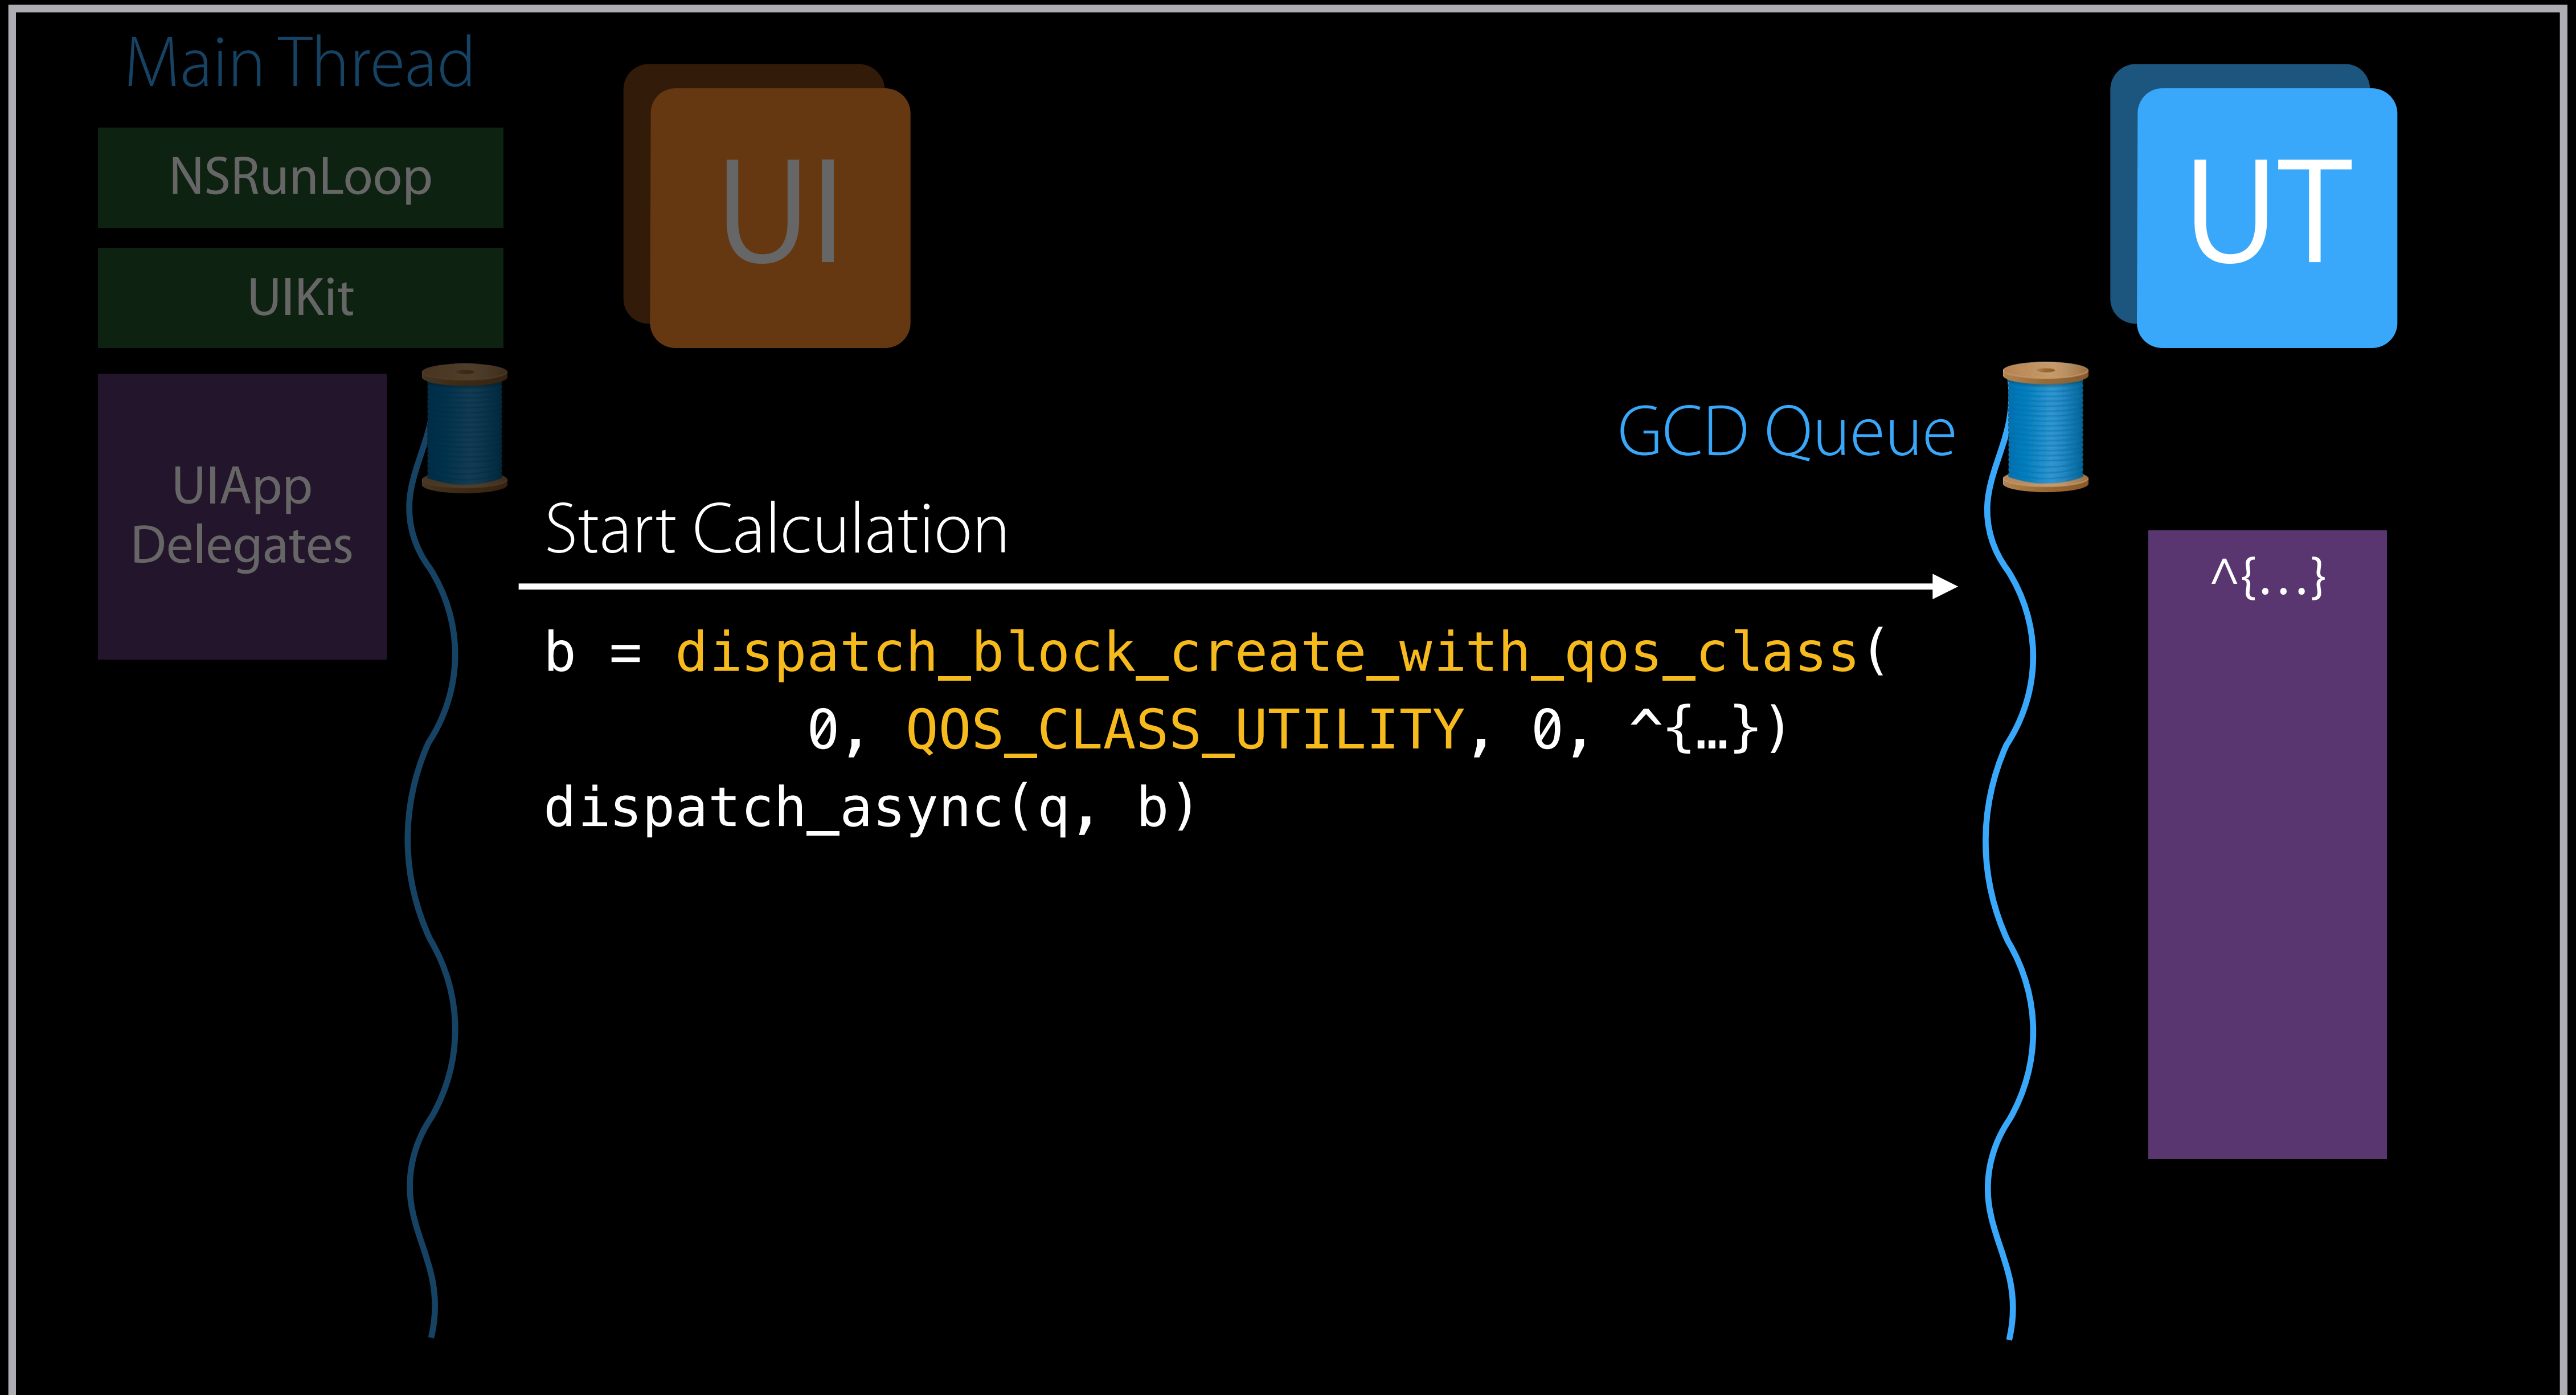 Main Thread
NSRunLoop
UIKit
UIApp
Delegates
UI
UT
GCD Queue
Start Calculation
b = dispatch_block_create_with_qos_class(
0, QOS_CLASS_UTILITY, 0, ^{…})
dispatch_async(q, b)
^{…}